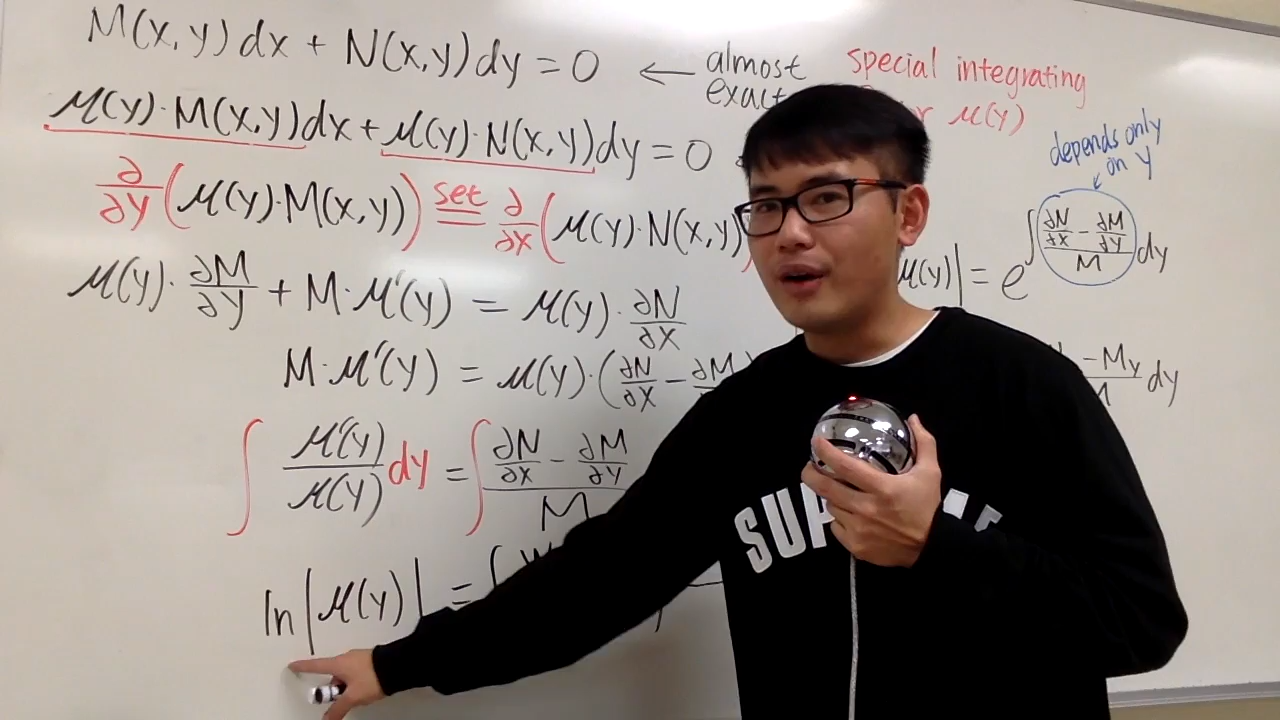 M(x,y)dx + N(x,y)dy = 0 ← almost exact
special integrating μ(y)
μ(y)·M(x,y)dx + μ(y)·N(x,y)dy = 0
depends only on y
∂/∂y (μ(y)·M(x,y)) set = ∂/∂x (μ(y)·N(x,y)
μ(y)| = e^∫ (∂N/∂x - ∂M/∂y)/M dy
μ(y)·∂M/∂y + M·μ'(y) = μ(y)·∂N/∂x
M·μ'(y) = μ(y)·(∂N/∂x - ∂M
- My dy
∫ μ'(y)/μ(y) dy = ∫ (∂N/∂x - ∂M/∂y)/M
ln|μ(y)| = ∫